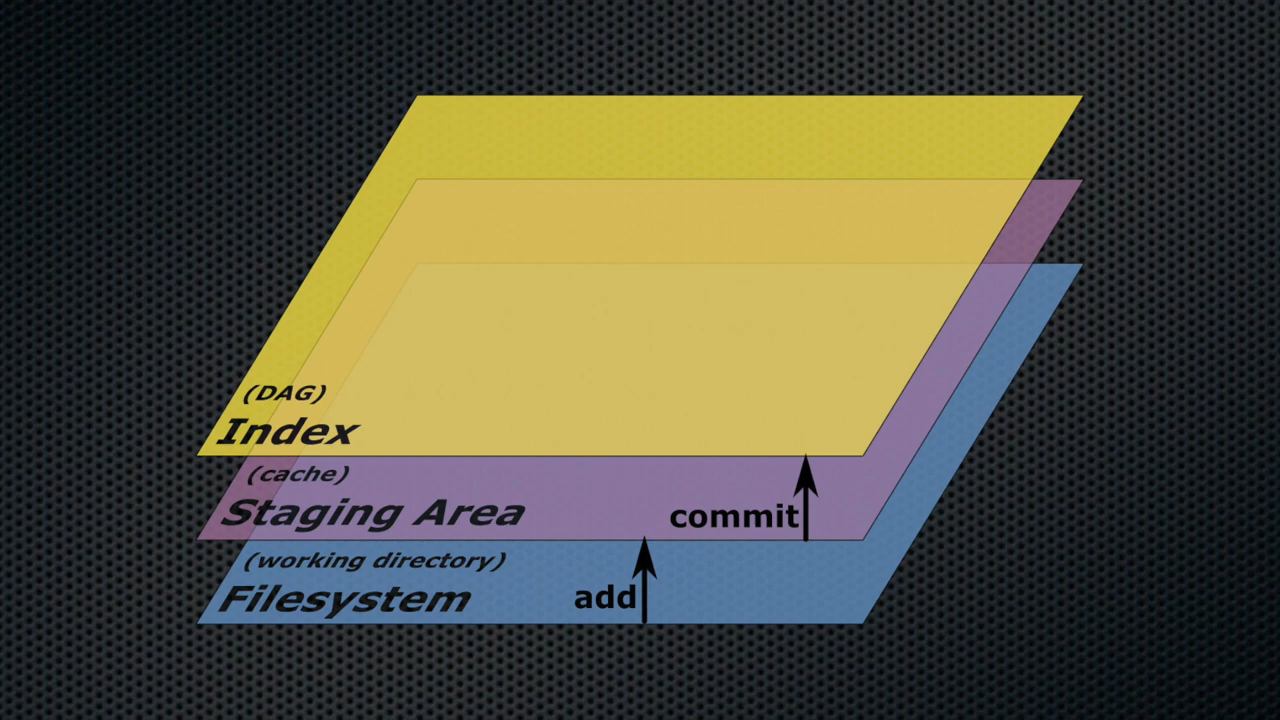 (DAG)
Index
(cache)
Staging Area
commit
(working directory)
Filesystem
add